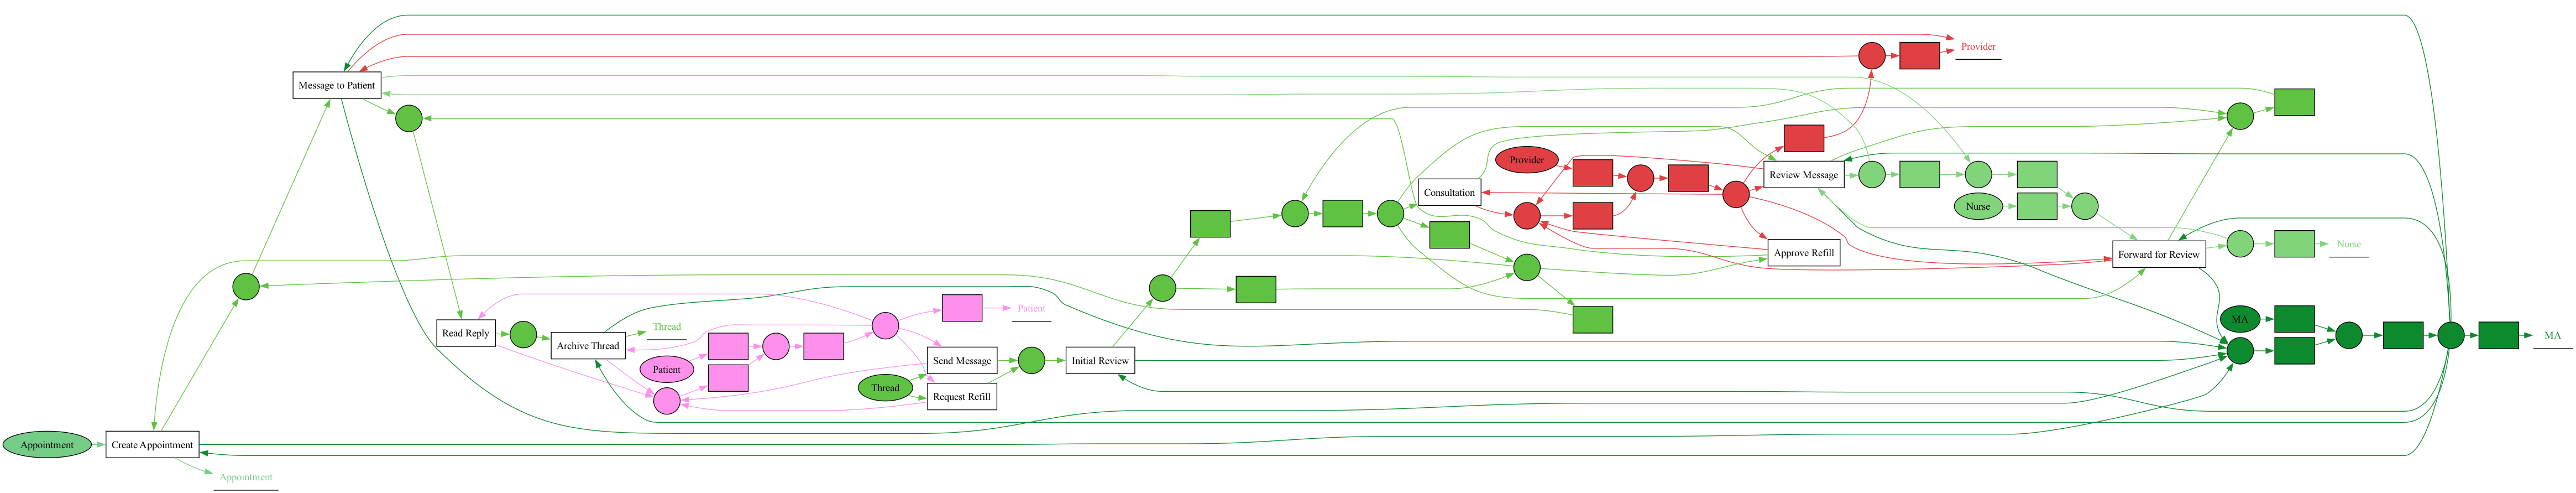 Provider
Message to Patient
Provider
Review Message
Consultation
Nurse
Approve Refill
Forward for Review
Nurse
Read Reply
Thread
Patient
Archive Thread
MA
MA
Patient
Send Message
Initial Review
Thread
Request Refill
Appointment
Create Appointment
Appointment